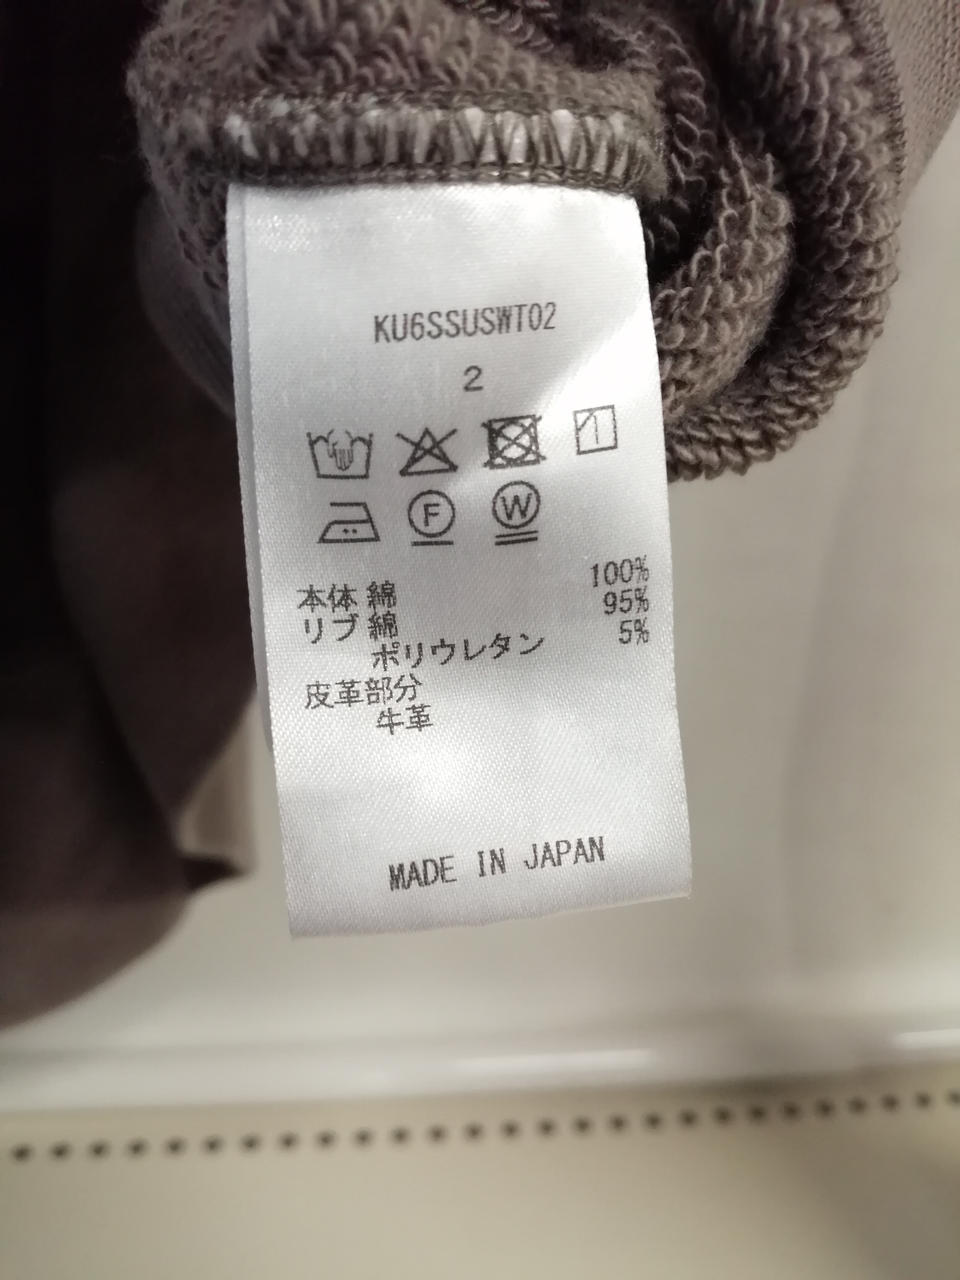 KU6SSUSWT02
2
F W
本体 綿 100%
リブ 綿 95%
ポリウレタン 5%
皮革部分
牛革
MADE IN JAPAN